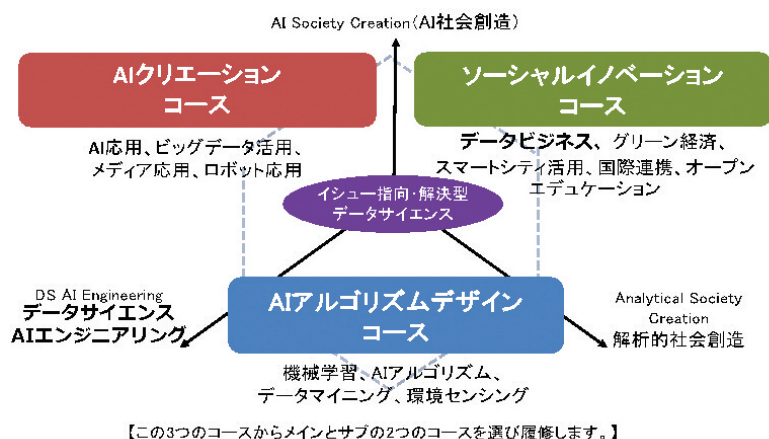 AI Society Creation(AI社会創造)
AIクリエーション
コース
ソーシャルイノベーション
コース
AI応用、ビッグデータ活用、
メディア応用、ロボット応用
データビジネス、グリーン経済、
スマートシティ活用、国際連携、オープン
エデュケーション
イシュー指向・解決型
データサイエンス
DS AI Engineering
データサイエンス
AIエンジニアリング
AIアルゴリズムデザイン
コース
Analytical Society
Creation
解析的社会創造
機械学習、AIアルゴリズム、
データマイニング、環境センシング
【この3つのコースからメインとサブの2つのコースを選び履修します。】